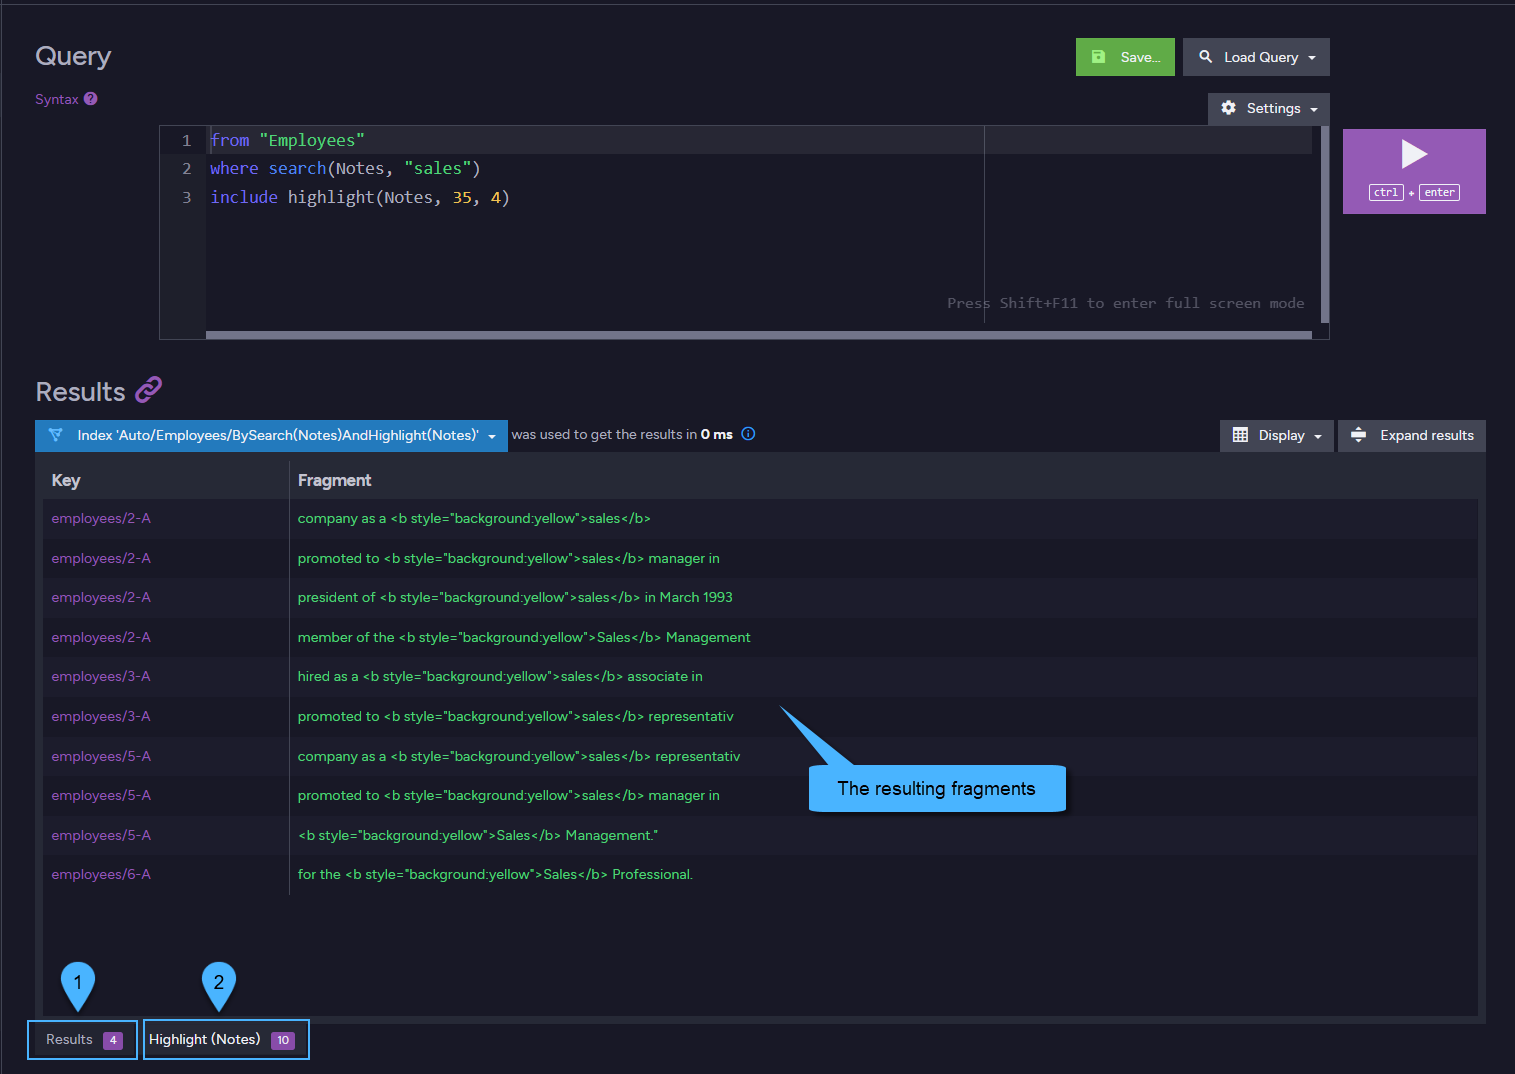 Query
Save...
Load Query
Syntax ?
Settings
1 from "Employees"
2 where search(Notes, "sales")
3 include highlight(Notes, 35, 4)
ctrl + enter
Press Shift+F11 to enter full screen mode
Results
Index 'Auto/Employees/BySearch(Notes)AndHighlight(Notes)' was used to get the results in 0 ms
Display
Expand results
Key Fragment
employees/2-A company as a <b style="background:yellow">sales</b>
employees/2-A promoted to <b style="background:yellow">sales</b> manager in
employees/2-A president of <b style="background:yellow">sales</b> in March 1993
employees/2-A member of the <b style="background:yellow">Sales</b> Management
employees/3-A hired as a <b style="background:yellow">sales</b> associate in
employees/3-A promoted to <b style="background:yellow">sales</b> representativ
employees/5-A company as a <b style="background:yellow">sales</b> representativ
The resulting fragments
employees/5-A promoted to <b style="background:yellow">sales</b> manager in
employees/5-A <b style="background:yellow">Sales</b> Management."
employees/6-A for the <b style="background:yellow">Sales</b> Professional.
1
2
Results 4
Highlight (Notes) 10